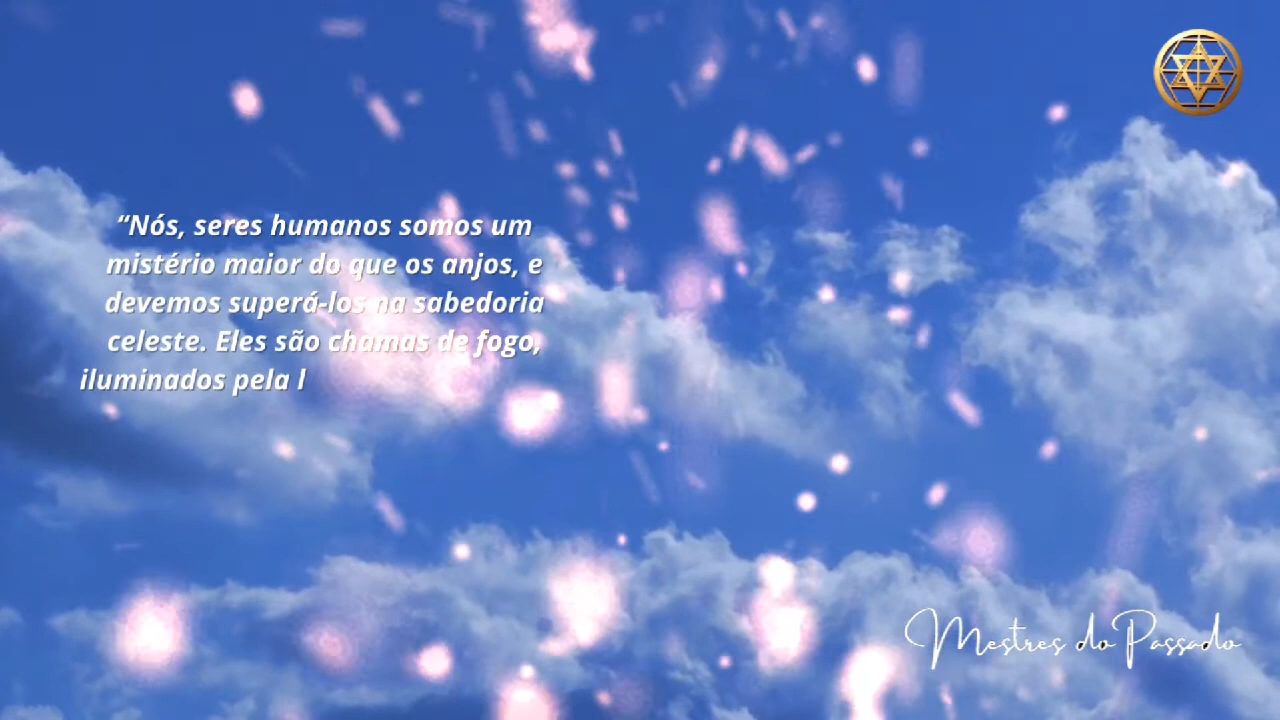 “Nós, seres humanos somos um
mistério maior do que os anjos, e
devemos superá-los na sabedoria
celeste. Eles são chamas de fogo,
iluminados pela l
Mestres do Passado